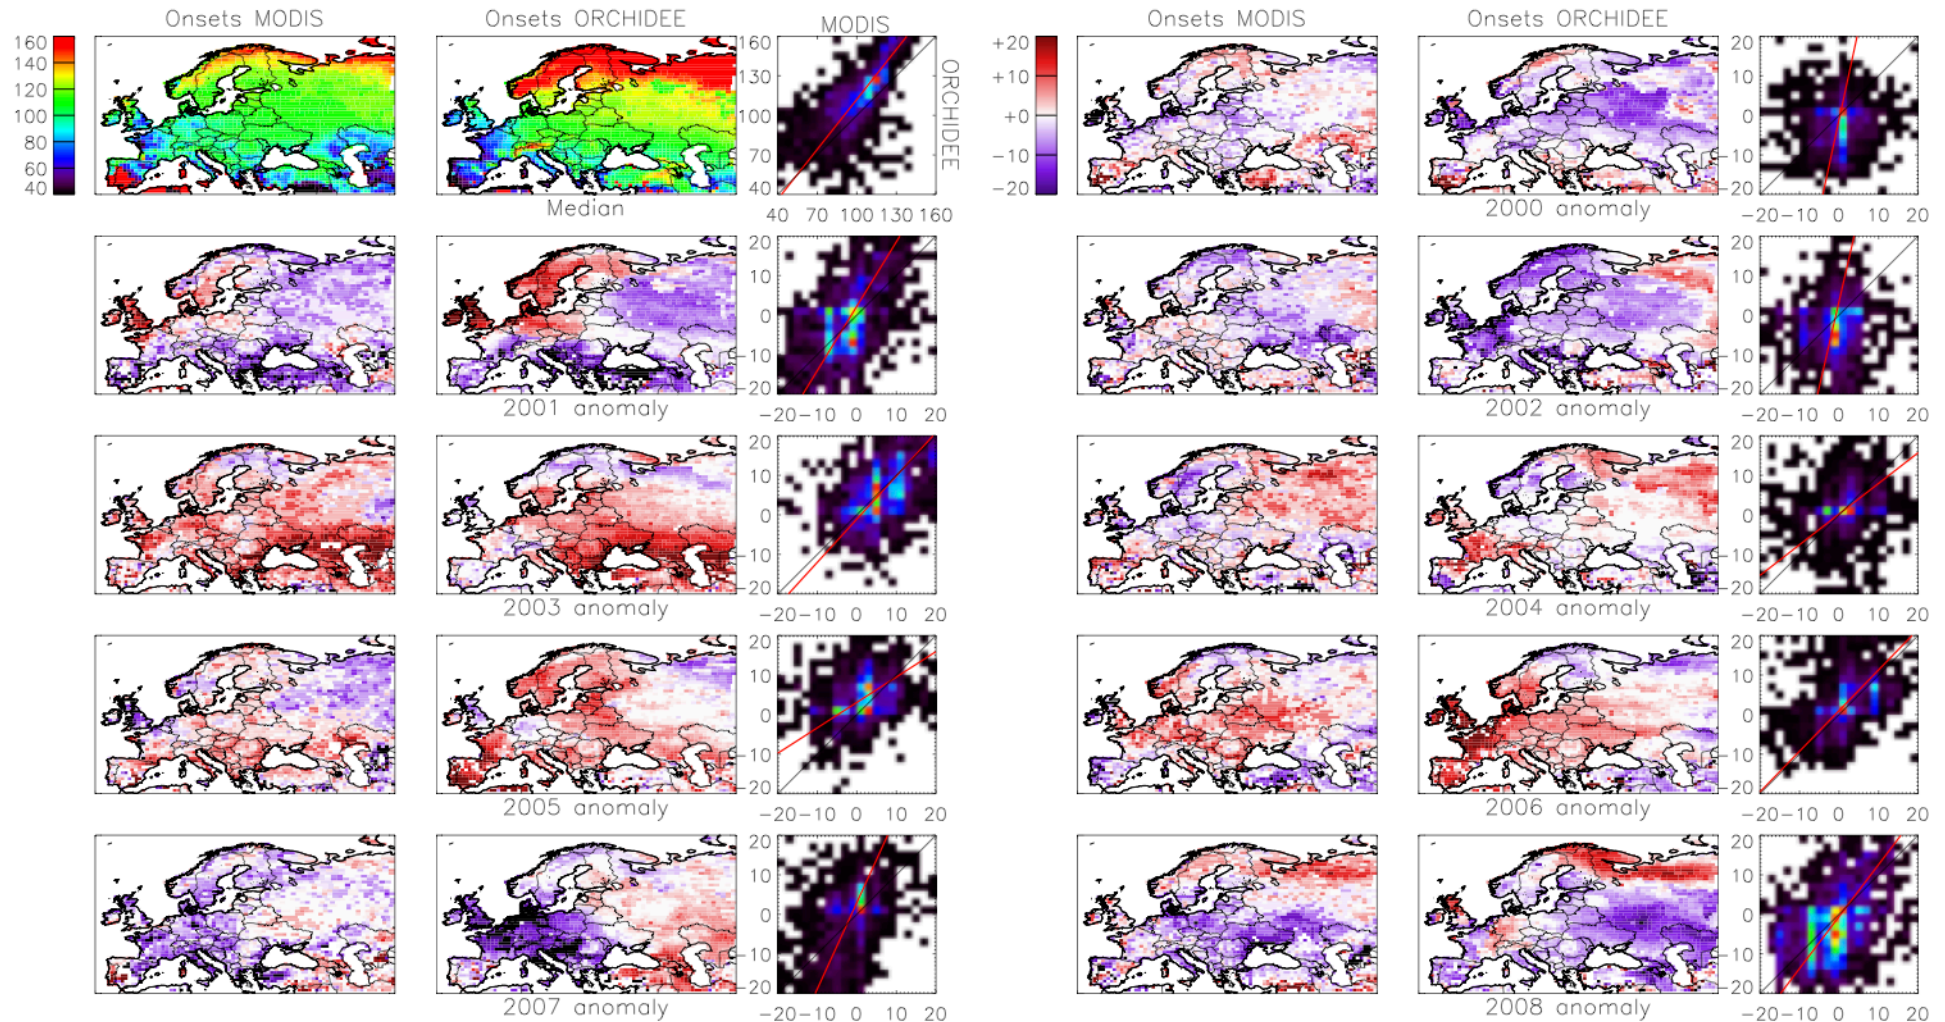 Onsets MODIS Onsets ORCHIDEE MODIS Onsets MODIS Onsets ORCHIDEE
160 140 120 100 80 60 40
160 130 100 70 40
ORCHIDEE
+20 +10 +0 -10 -20
20 10 0 -10 -20
Median 40 70 100 130 160
2000 anomaly -20 -10 0 10 20
20 10 0 -10 -20
20 10 0 -10 -20
2001 anomaly -20 -10 0 10 20
2002 anomaly -20 -10 0 10 20
20 10 0 -10 -20
20 10 0 -10 -20
2003 anomaly -20 -10 0 10 20
2004 anomaly -20 -10 0 10 20
20 10 0 -10 -20
20 10 0 -10 -20
2005 anomaly -20 -10 0 10 20
2006 anomaly -20 -10 0 10 20
20 10 0 -10 -20
20 10 0 -10 -20
2007 anomaly -20 -10 0 10 20
2008 anomaly -20 -10 0 10 20